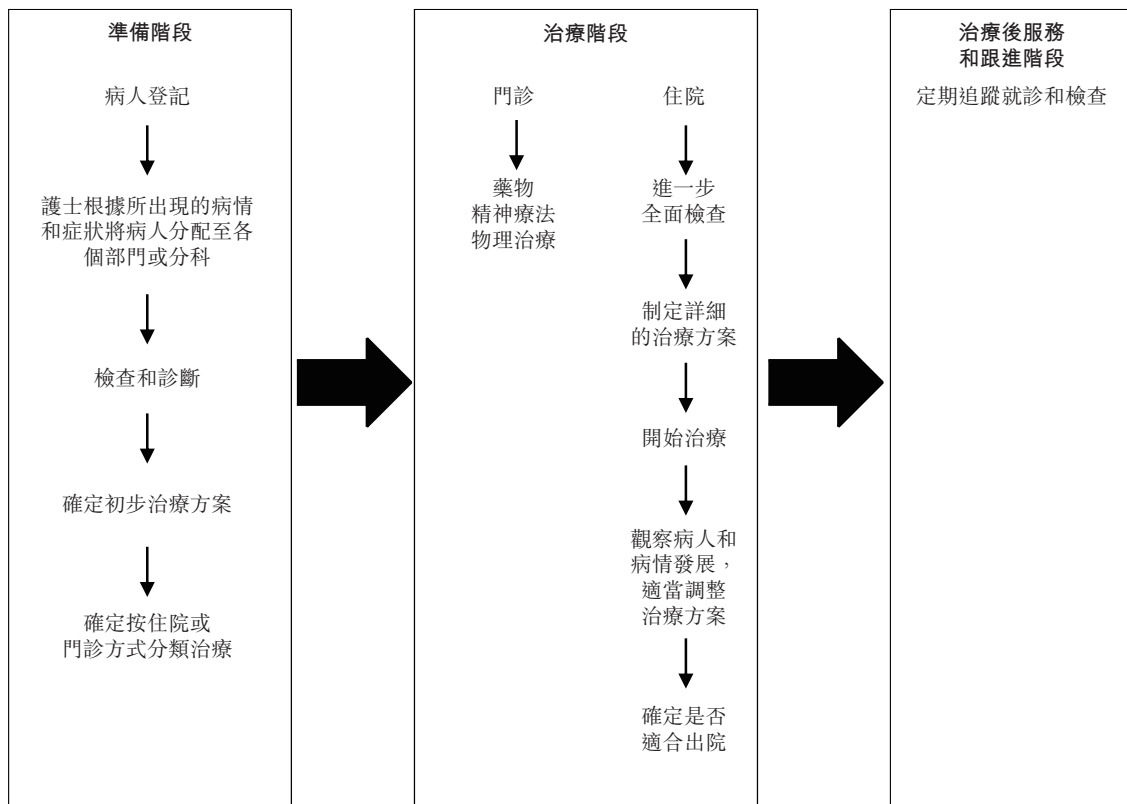 準備階段
病人登記
護士根據所出現的病情
和症狀將病人分配至各
個部門或分科
檢查和診斷
確定初步治療方案
確定按住院或
門診方式分類治療
治療階段
門診
藥物
精神療法
物理治療
住院
進一步
全面檢查
制定詳細
的治療方案
開始治療
觀察病人和
病情發展，
適當調整
治療方案
確定是否
適合出院
治療後服務
和跟進階段
定期追蹤就診和檢查